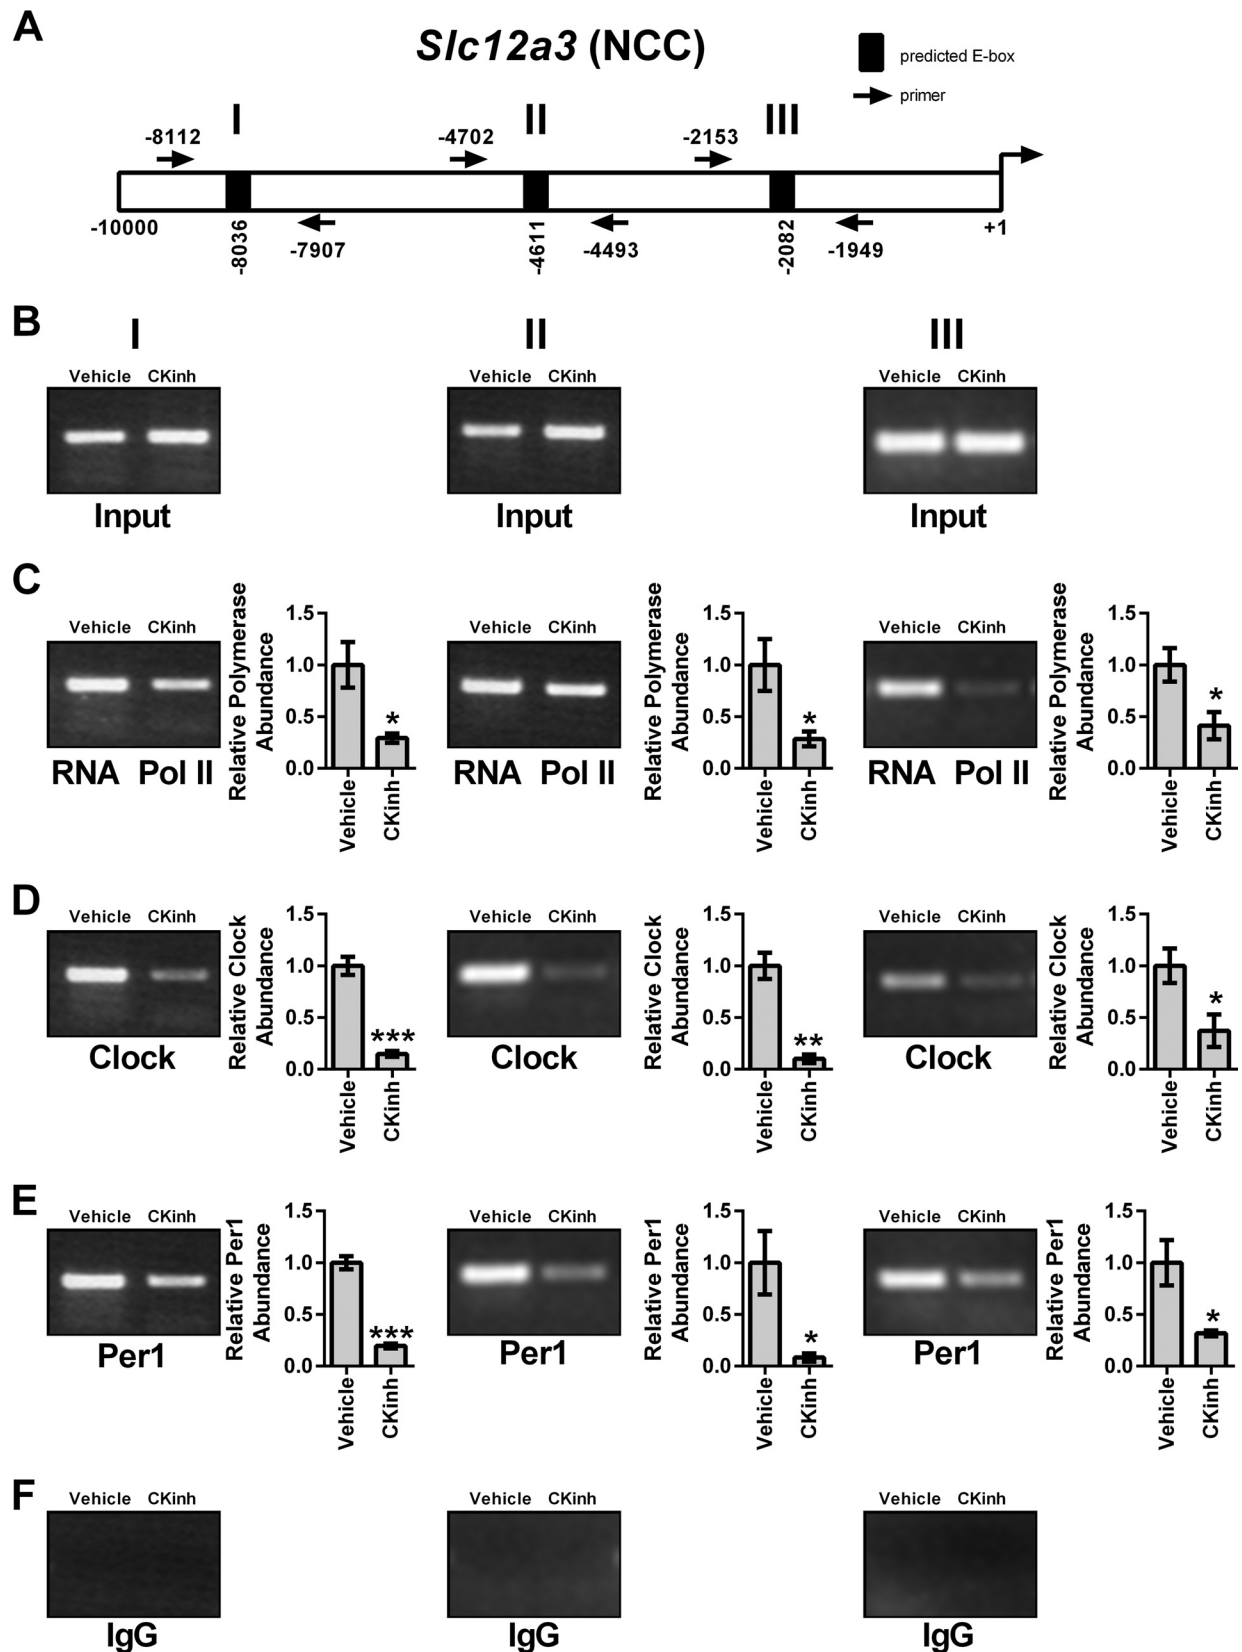 A
Slc12a3 (NCC)
predicted E-box
primer
I
II
III
-8112
-4702
-2153
-10000
-8036
-7907
-4611
-4493
-2082
-1949
+1
B
I
II
III
Vehicle CKinh
Vehicle CKinh
Vehicle CKinh
Input
Input
Input
C
Vehicle CKinh
RNA Pol II
Relative Polymerase
Abundance
1.5
1.0
0.5
0.0
*
Vehicle
CKinh
Vehicle CKinh
RNA Pol II
Relative Polymerase
Abundance
1.5
1.0
0.5
0.0
*
Vehicle
CKinh
Vehicle CKinh
RNA Pol II
Relative Polymerase
Abundance
1.5
1.0
0.5
0.0
*
Vehicle
CKinh
D
Vehicle CKinh
Clock
Relative Clock
Abundance
1.5
1.0
0.5
0.0
***
Vehicle
CKinh
Vehicle CKinh
Clock
Relative Clock
Abundance
1.5
1.0
0.5
0.0
**
Vehicle
CKinh
Vehicle CKinh
Clock
Relative Clock
Abundance
1.5
1.0
0.5
0.0
*
Vehicle
CKinh
E
Vehicle CKinh
Per1
Relative Per1
Abundance
1.5
1.0
0.5
0.0
***
Vehicle
CKinh
Vehicle CKinh
Per1
Relative Per1
Abundance
1.5
1.0
0.5
0.0
*
Vehicle
CKinh
Vehicle CKinh
Per1
Relative Per1
Abundance
1.5
1.0
0.5
0.0
*
Vehicle
CKinh
F
Vehicle CKinh
Vehicle CKinh
Vehicle CKinh
IgG
IgG
IgG